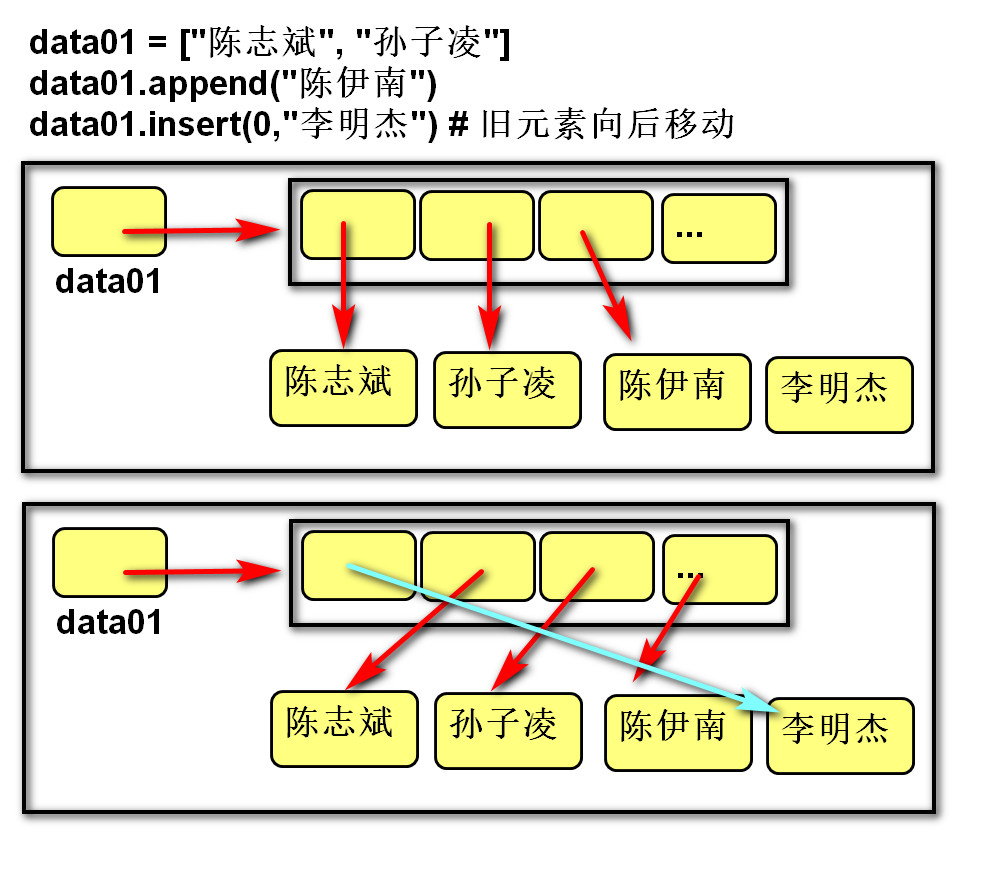 data01 = ["陈志斌", "孙子凌"]
data01.append("陈伊南")
data01.insert(0,"李明杰") # 旧元素向后移动
...
data01
陈志斌 孙子凌 陈伊南 李明杰
...
data01
陈志斌 孙子凌 陈伊南 李明杰